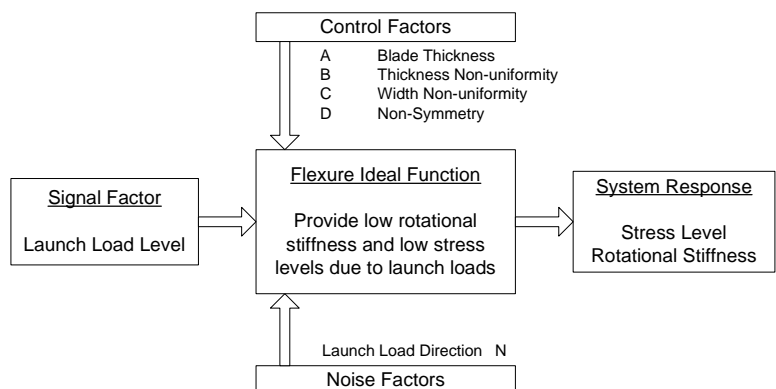 Control Factors
A Blade Thickness
B Thickness Non-uniformity
C Width Non-uniformity
D Non-Symmetry
Signal Factor
Launch Load Level
Flexure Ideal Function
Provide low rotational
stiffness and low stress
levels due to launch loads
System Response
Stress Level
Rotational Stiffness
Launch Load Direction N
Noise Factors